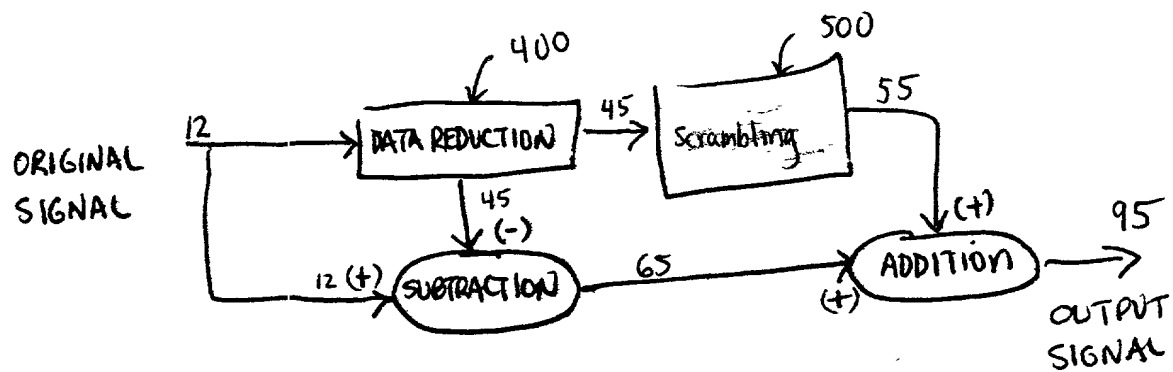 400
500
12
DATA REDUCTION
45
Scrambling
55
ORIGINAL
SIGNAL
45
(-)
(+)
95
12 (+)
SUBTRACTION
65
(+)
ADDITION
OUTPUT
SIGNAL